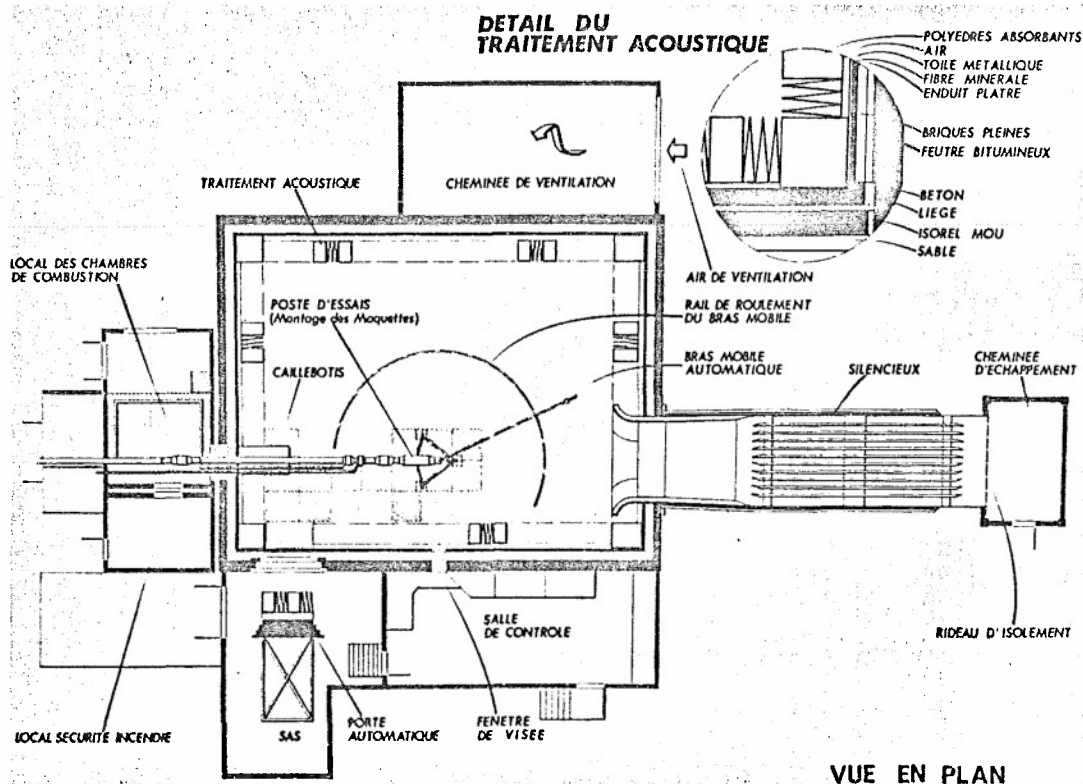 DETAIL DU
TRAITEMENT ACOUSTIQUE
POLYEDRES ABSORBANTS
AIR
TOILE METALLIQUE
FIBRE MINERALE
ENDUIT PLATRE
BRIQUES PLEINES
FEUTRE BITUMINEUX
BETON
LIEGE
ISOREL MOU
SABLE
TRAITEMENT ACOUSTIQUE
CHEMINÉE DE VENTILATION
AIR DE VENTILATION
LOCAL DES CHAMBRES
DE COMBUSTION
POSTE D'ESSAIS
(Montage des Maquettes)
RAIL DE ROULEMENT
DU BRAS MOBILE
CAILLEBOTIS
BRAS MOBILE
AUTOMATIQUE
SILENCIEUX
CHEMINÉE
D'ECHAPPEMENT
SALLE
DE CONTROLE
RIDEAU D'ISOLEMENT
LOCAL SECURITE INCENDIE
SAS
PORTE
AUTOMATIQUE
FENETRE
DE VISEE
VUE EN PLAN